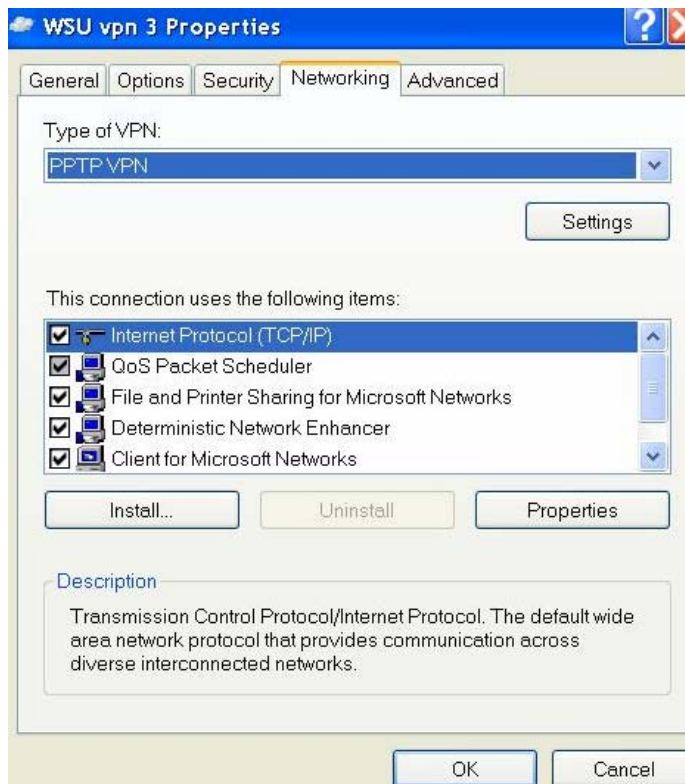 WSU vpn 3 Properties
General Options Security Networking Advanced
Type of VPN:
PPTP VPN
Settings
This connection uses the following items:
Internet Protocol (TCP/IP)
QoS Packet Scheduler
File and Printer Sharing for Microsoft Networks
Deterministic Network Enhancer
Client for Microsoft Networks
Install... Uninstall Properties
Description
Transmission Control Protocol/Internet Protocol. The default wide
area network protocol that provides communication across
diverse interconnected networks.
OK Cancel